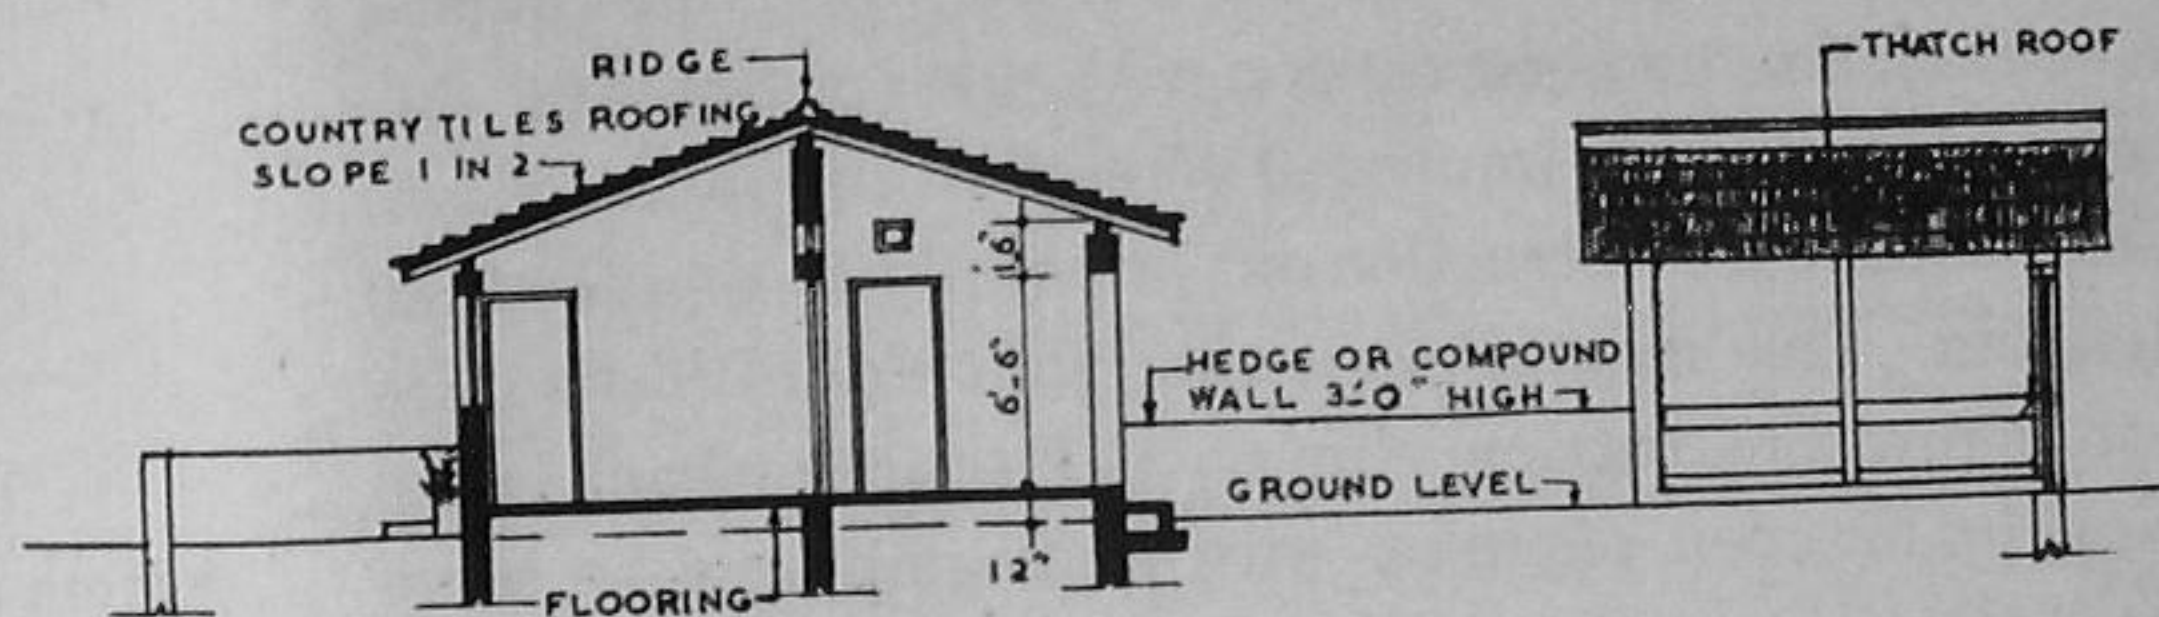 RIDGE
COUNTRY TILES ROOFING
SLOPE 1 IN 2
THATCH ROOF
1'6"
6'-6"
HEDGE OR COMPOUND
WALL 3'-0" HIGH
GROUND LEVEL
12"
FLOORING